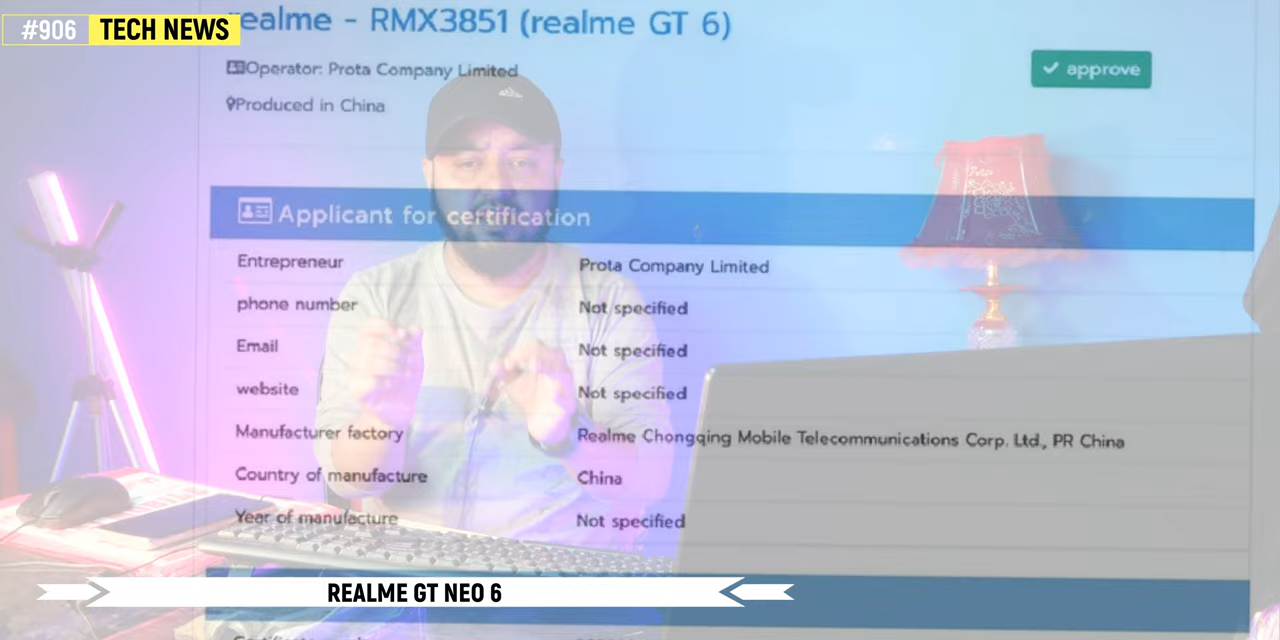 #906 TECH NEWS
realme - RMX3851 (realme GT 6)
Operator: Prota Company Limited
approve
Produced in China
Applicant for certification
Entrepreneur Prota Company Limited
phone number Not specified
Email Not specified
website Not specified
Manufacturer factory Realme Chongqing Mobile Telecommunications Corp. Ltd., PR China
Country of manufacture China
Year of manufacture Not specified
REALME GT NEO 6